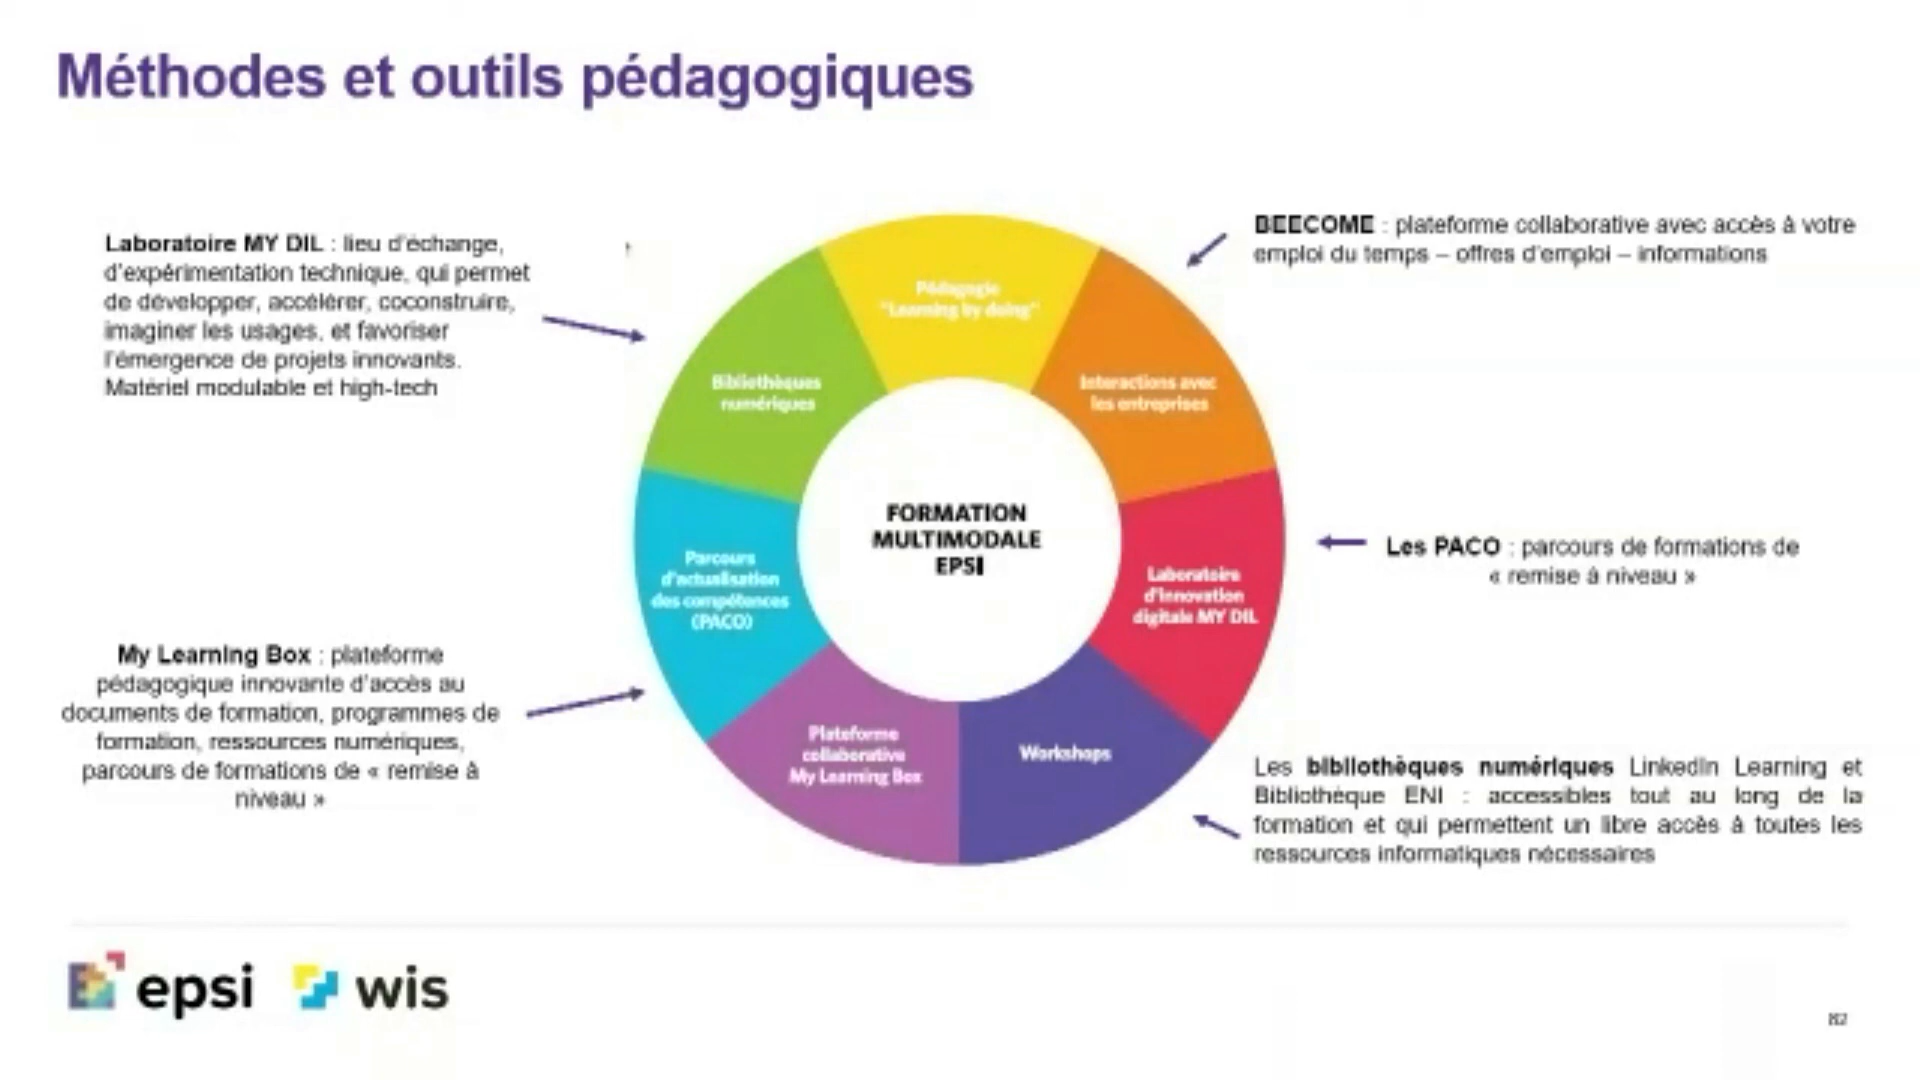 Méthodes et outils pédagogiques
Laboratoire MY DIL : lieu d'échange,
d'expérimentation technique, qui permet
de développer, accélérer, coconstruire,
imaginer les usages, et favoriser
l'émergence de projets innovants.
Matériel modulable et high-tech
My Learning Box : plateforme
pédagogique innovante d'accès au
documents de formation, programmes de
formation, ressources numériques,
parcours de formations de « remise à
niveau »
Pédagogie
"Learning by doing"
Bibliothèques
numériques
Interactions avec
les entreprises
FORMATION
MULTIMODALE
EPSI
Parcours
d'actualisation
des compétences
(PACO)
Laboratoire
d'Innovation
digitale MY DIL
Plateforme
collaborative
My Learning Box
Workshops
BEECOME : plateforme collaborative avec accès à votre
emploi du temps – offres d'emploi – informations
Les PACO : parcours de formations de
« remise à niveau »
Les bibliothèques numériques LinkedIn Learning et
Bibliothèque ENI : accessibles tout au long de la
formation et qui permettent un libre accès à toutes les
ressources informatiques nécessaires
epsi wis
82